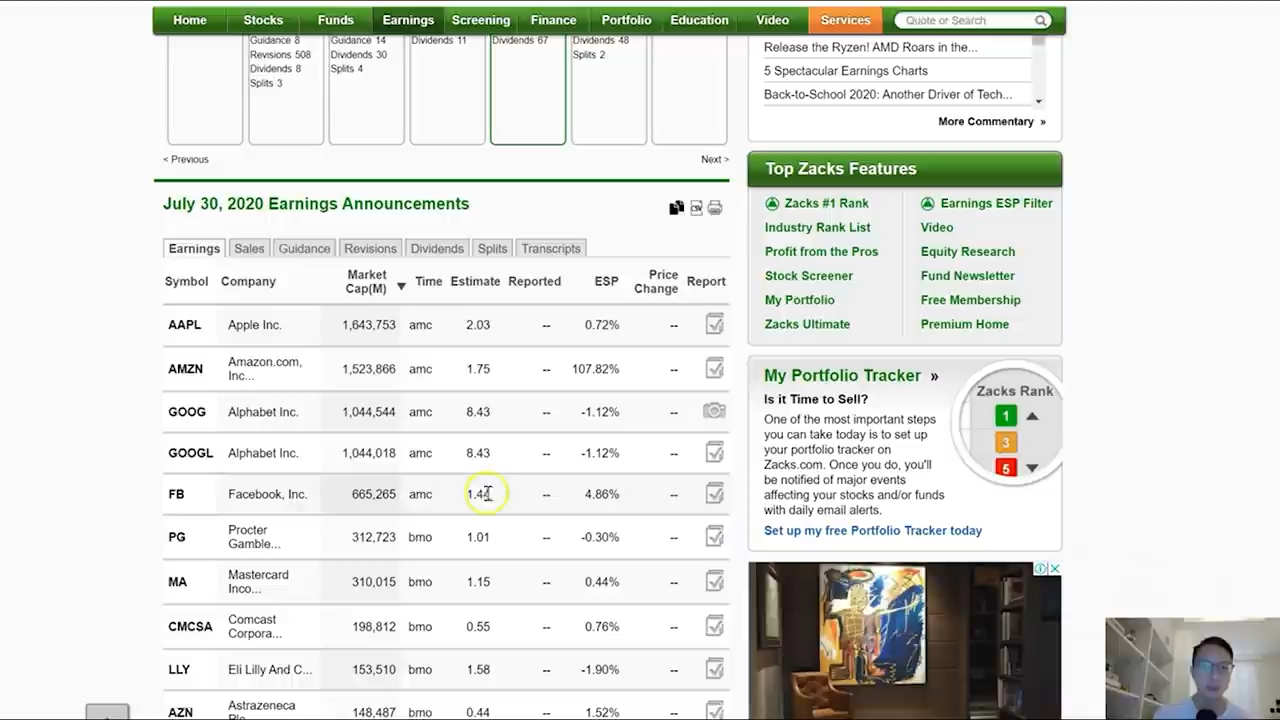 Home Stocks Funds Earnings Screening Finance Portfolio Education Video Services Quote or Search
Guidance 8
Revisions 508
Dividends 8
Splits 3
Guidance 14
Dividends 30
Splits 4
Dividends 11
Dividends 67
Dividends 48
Splits 2
< Previous
Next >
July 30, 2020 Earnings Announcements
Earnings Sales Guidance Revisions Dividends Splits Transcripts
Symbol Company Market Cap(M) Time Estimate Reported ESP Price Change Report
AAPL Apple Inc. 1,643,753 amc 2.03 -- 0.72% --
AMZN Amazon.com, Inc... 1,523,866 amc 1.75 -- 107.82% --
GOOG Alphabet Inc. 1,044,544 amc 8.43 -- -1.12% --
GOOGL Alphabet Inc. 1,044,018 amc 8.43 -- -1.12% --
FB Facebook, Inc. 665,265 amc -- 4.86% --
PG Procter Gamble... 312,723 bmo 1.01 -- -0.30% --
MA Mastercard Inco... 310,015 bmo 1.15 -- 0.44% --
CMCSA Comcast Corpora... 198,812 bmo 0.55 -- 0.76% --
LLY Eli Lilly And C... 153,510 bmo 1.58 -- -1.90% --
AZN Astrazeneca 148,487 bmo 0.44 -- 1.52% --
Release the Ryzen! AMD Roars in the...
5 Spectacular Earnings Charts
Back-to-School 2020: Another Driver of Tech...
More Commentary »
Top Zacks Features
Zacks #1 Rank
Industry Rank List
Profit from the Pros
Stock Screener
My Portfolio
Zacks Ultimate
Earnings ESP Filter
Video
Equity Research
Fund Newsletter
Free Membership
Premium Home
My Portfolio Tracker »
Is it Time to Sell?
One of the most important steps
you can take today is to set up
your portfolio tracker on
Zacks.com. Once you do, you'll
be notified of major events
affecting your stocks and/or funds
with daily email alerts.
Set up my free Portfolio Tracker today
Zacks Rank
1
3
5